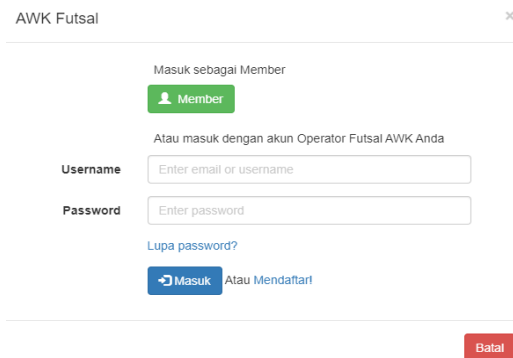 AWK Futsal ×
Masuk sebagai Member
Member
Atau masuk dengan akun Operator Futsal AWK Anda
Username Enter email or username
Password Enter password
Lupa password?
Masuk Atau Mendaftar!
Batal